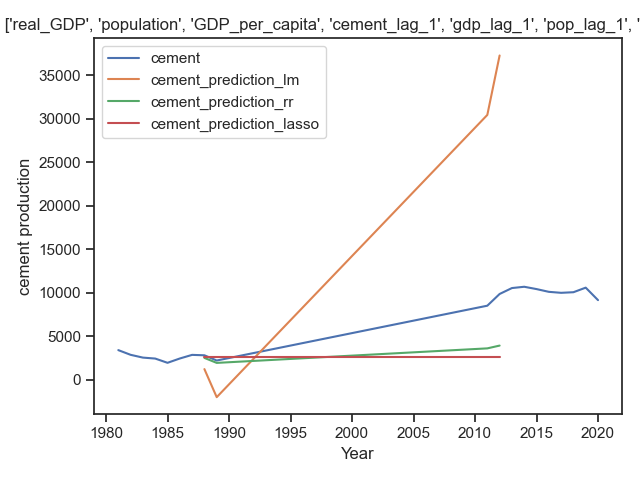 ['real_GDP', 'population', 'GDP_per_capita', 'cement_lag_1', 'gdp_lag_1', 'pop_lag_1', '
cement
cement_prediction_lm
cement_prediction_rr
cement_prediction_lasso
35000
30000
25000
20000
15000
10000
5000
0
cement production
1980 1985 1990 1995 2000 2005 2010 2015 2020
Year